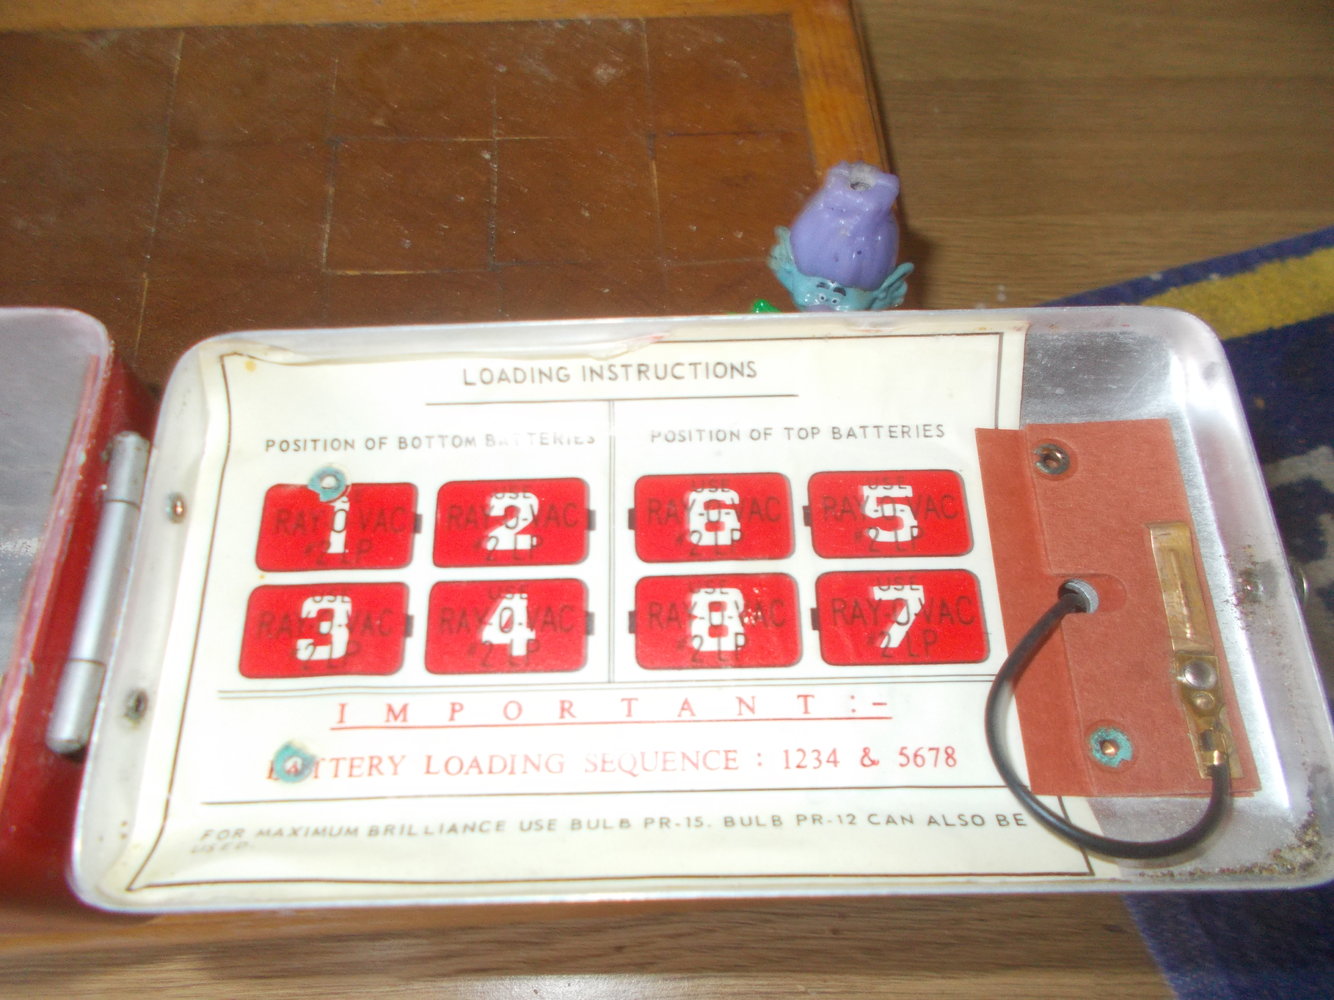 LOADING INSTRUCTIONS
POSITION OF BOTTOM BATTERIES
POSITION OF TOP BATTERIES
USE
RAY-O-VAC
#2 LP
1
USE
RAY-O-VAC
#2 LP
2
USE
RAY-O-VAC
#2 LP
6
USE
RAY-O-VAC
#2 LP
5
USE
RAY-O-VAC
#2 LP
3
USE
RAY-O-VAC
#2 LP
4
USE
RAY-O-VAC
#2 LP
8
USE
RAY-O-VAC
#2 LP
7
IMPORTANT:-
BATTERY LOADING SEQUENCE : 1234 & 5678
FOR MAXIMUM BRILLIANCE USE BULB PR-15. BULB PR-12 CAN ALSO BE
USED.